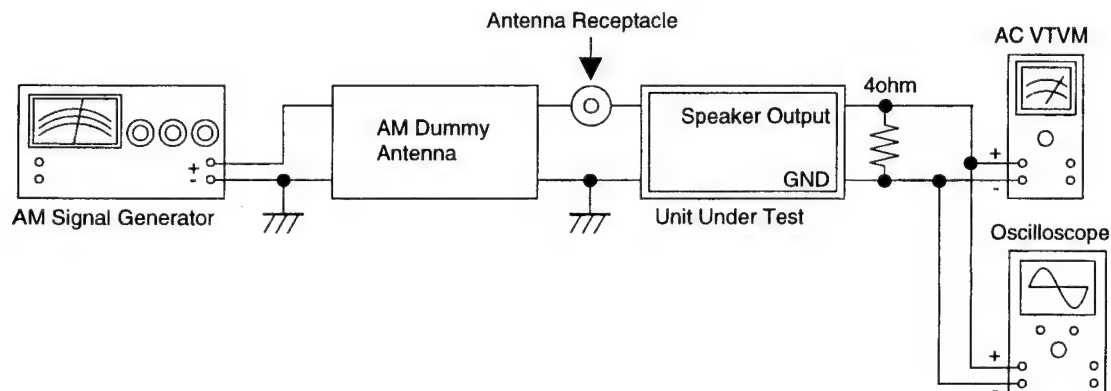 Antenna Receptacle
AC VTVM
4ohm
AM Dummy
Antenna
Speaker Output
GND
+
-
+
-
AM Signal Generator
Unit Under Test
Oscilloscope
+
-